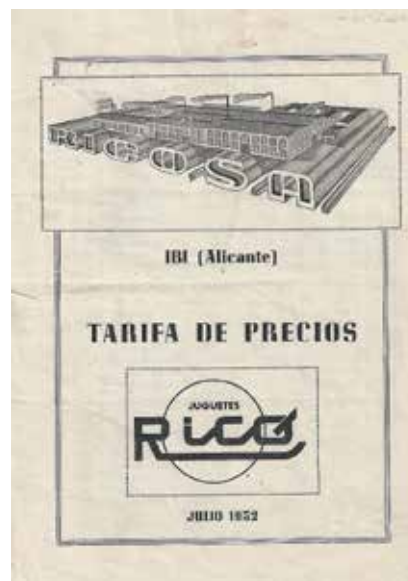 RICO S A
IBI (Alicante)
TARIFA DE PRECIOS
JUGUETES
RICO
JULIO 1952